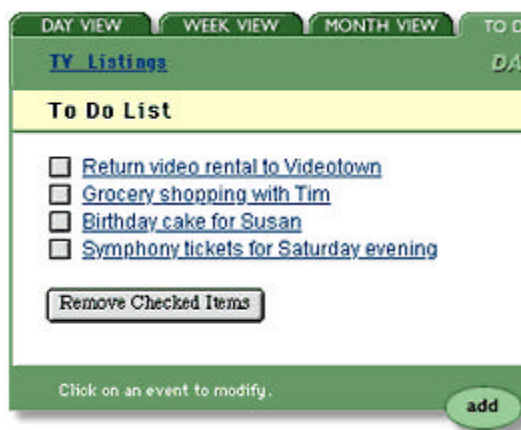 DAY VIEW WEEK VIEW MONTH VIEW TO D
TV Listings DA
To Do List
Return video rental to Videotown
Grocery shopping with Tim
Birthday cake for Susan
Symphony tickets for Saturday evening
Remove Checked Items
Click on an event to modify.
add